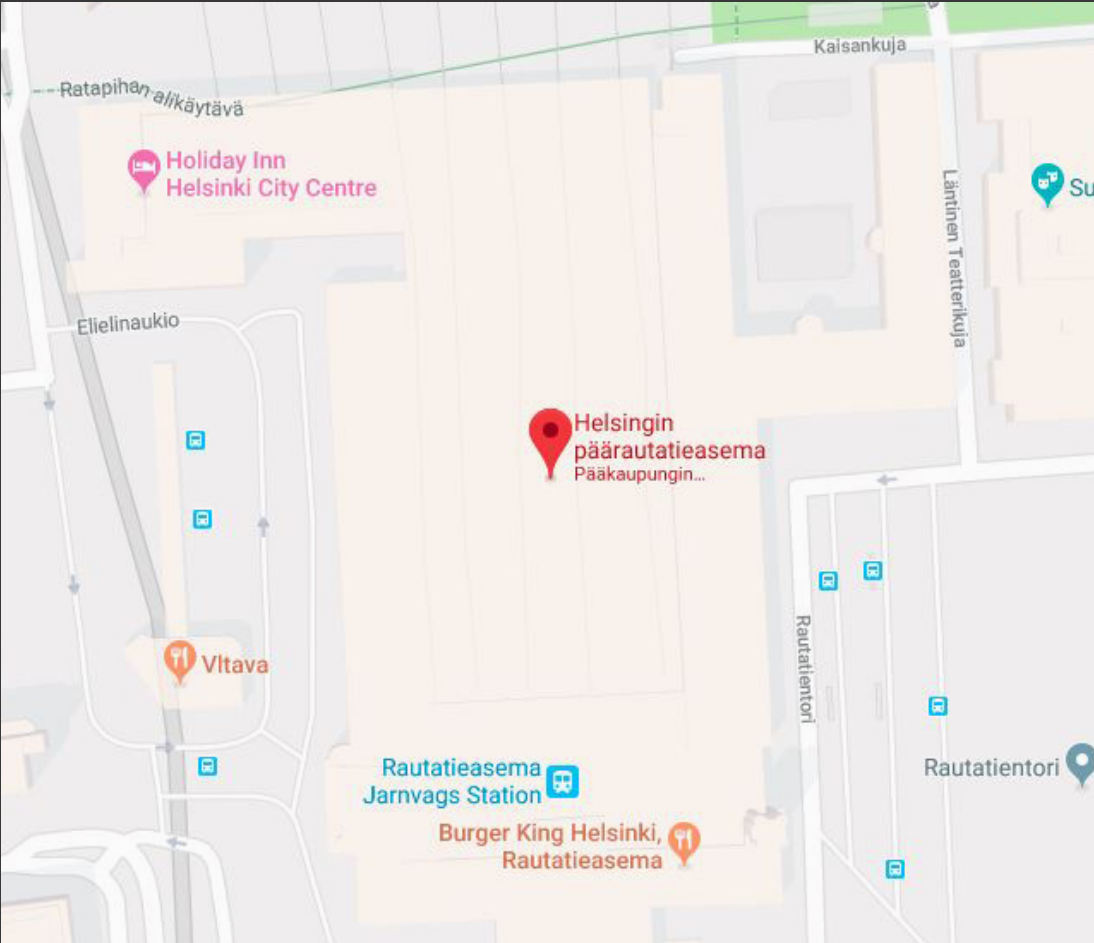 Kaisankuja
Ratapihan alikäytävä
Holiday Inn
Helsinki City Centre
Su
Läntinen Teatterikuja
Elielinaukio
Helsingin
päärautatieasema
Pääkaupungin...
Rautatientori
Vltava
Rautatieasema
Jarnvags Station
Rautatientori
Burger King Helsinki,
Rautatieasema